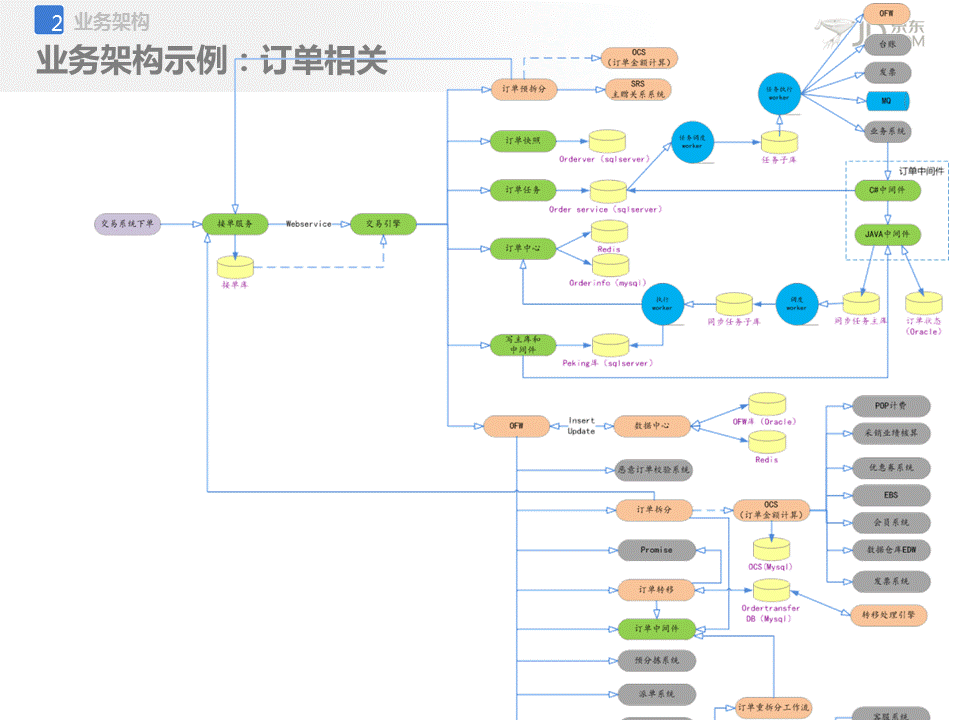 2 业务架构
业务架构示例：订单相关
京东
OFW
台账
发票
MQ
业务系统
OCS
(订单金额计算)
SRS
主赠关系系统
订单预拆分
任务执行
worker
任务调度
worker
任务子库
订单快照
Orderver (sqlserver)
订单任务
Order service (sqlserver)
订单中间件
C#中间件
JAVA中间件
交易系统下单
接单服务
Webservice
交易引擎
接单库
订单中心
Redis
Orderinfo (mysql)
执行
worker
同步任务子库
调度
worker
同步任务主库
订单状态
(Oracle)
写主库和
中间件
Peking库 (sqlserver)
OFW
Insert
Update
数据中心
OFW库 (Oracle)
Redis
恶意订单校验系统
订单拆分
OCS
(订单金额计算)
OCS(Mysql)
POP计费
采销业绩核算
优惠券系统
EBS
会员系统
数据仓库EDW
发票系统
Promise
订单转移
Ordertransfer
DB (Mysql)
转移处理引擎
订单中间件
预分拣系统
派单系统
订单重拆分工作流
客服系统